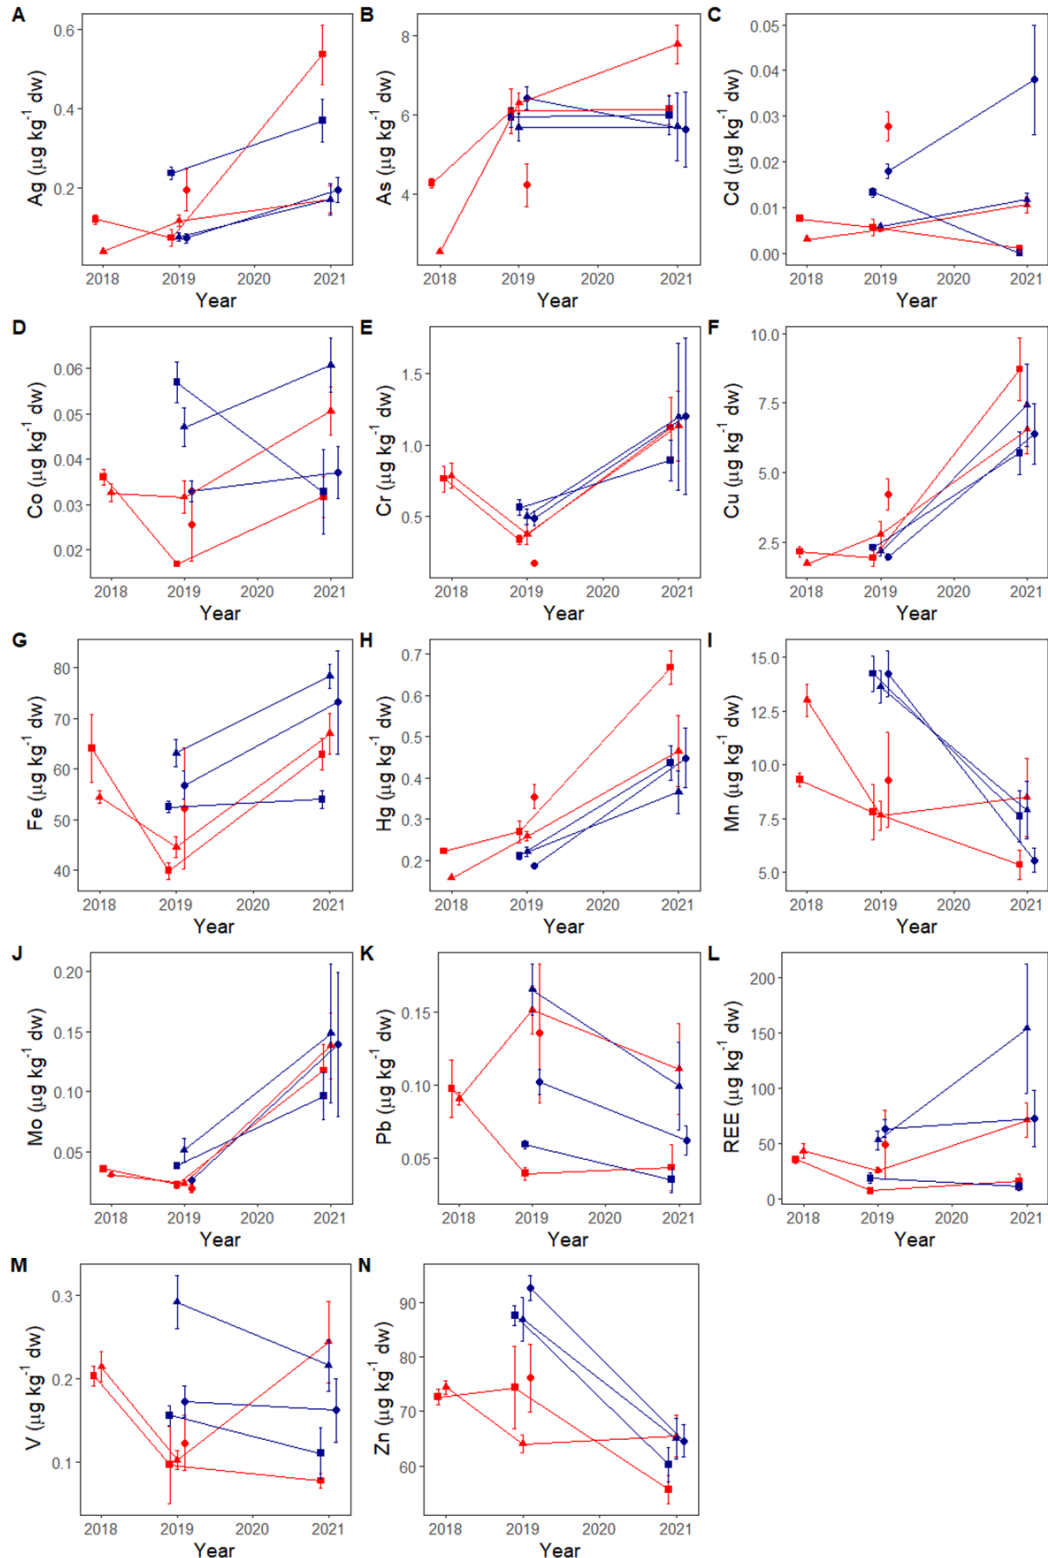 A
Ag (µg kg⁻¹ dw)
0.6
0.4
0.2
2018 2019 2020 2021
Year
B
As (µg kg⁻¹ dw)
8
6
4
2018 2019 2020 2021
Year
C
Cd (µg kg⁻¹ dw)
0.05
0.04
0.03
0.02
0.01
0.00
2018 2019 2020 2021
Year
D
Co (µg kg⁻¹ dw)
0.06
0.05
0.04
0.03
0.02
2018 2019 2020 2021
Year
E
Cr (µg kg⁻¹ dw)
1.5
1.0
0.5
2018 2019 2020 2021
Year
F
Cu (µg kg⁻¹ dw)
10.0
7.5
5.0
2.5
2018 2019 2020 2021
Year
G
Fe (µg kg⁻¹ dw)
80
70
60
50
40
2018 2019 2020 2021
Year
H
Hg (µg kg⁻¹ dw)
0.7
0.6
0.5
0.4
0.3
0.2
2018 2019 2020 2021
Year
I
Mn (µg kg⁻¹ dw)
15.0
12.5
10.0
7.5
5.0
2018 2019 2020 2021
Year
J
Mo (µg kg⁻¹ dw)
0.20
0.15
0.10
0.05
2018 2019 2020 2021
Year
K
Pb (µg kg⁻¹ dw)
0.15
0.10
0.05
2018 2019 2020 2021
Year
L
REE (µg kg⁻¹ dw)
200
150
100
50
0
2018 2019 2020 2021
Year
M
V (µg kg⁻¹ dw)
0.3
0.2
0.1
2018 2019 2020 2021
Year
N
Zn (µg kg⁻¹ dw)
90
80
70
60
2018 2019 2020 2021
Year